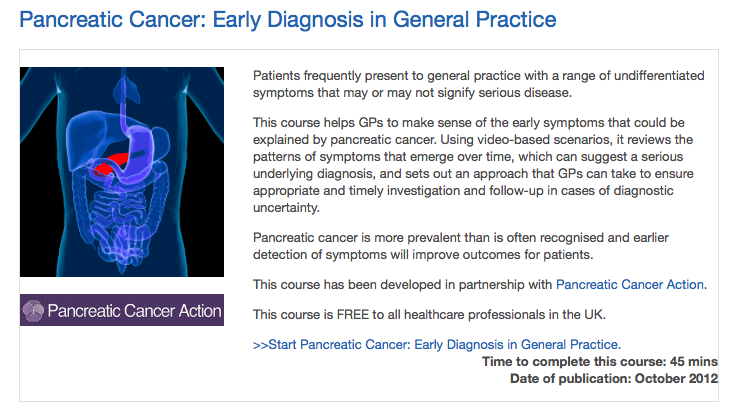 Pancreatic Cancer: Early Diagnosis in General Practice
Patients frequently present to general practice with a range of undifferentiated
symptoms that may or may not signify serious disease.
This course helps GPs to make sense of the early symptoms that could be
explained by pancreatic cancer. Using video-based scenarios, it reviews the
patterns of symptoms that emerge over time, which can suggest a serious
underlying diagnosis, and sets out an approach that GPs can take to ensure
appropriate and timely investigation and follow-up in cases of diagnostic
uncertainty.
Pancreatic cancer is more prevalent than is often recognised and earlier
detection of symptoms will improve outcomes for patients.
This course has been developed in partnership with Pancreatic Cancer Action.
Pancreatic Cancer Action
This course is FREE to all healthcare professionals in the UK.
>>Start Pancreatic Cancer: Early Diagnosis in General Practice.
Time to complete this course: 45 mins
Date of publication: October 2012